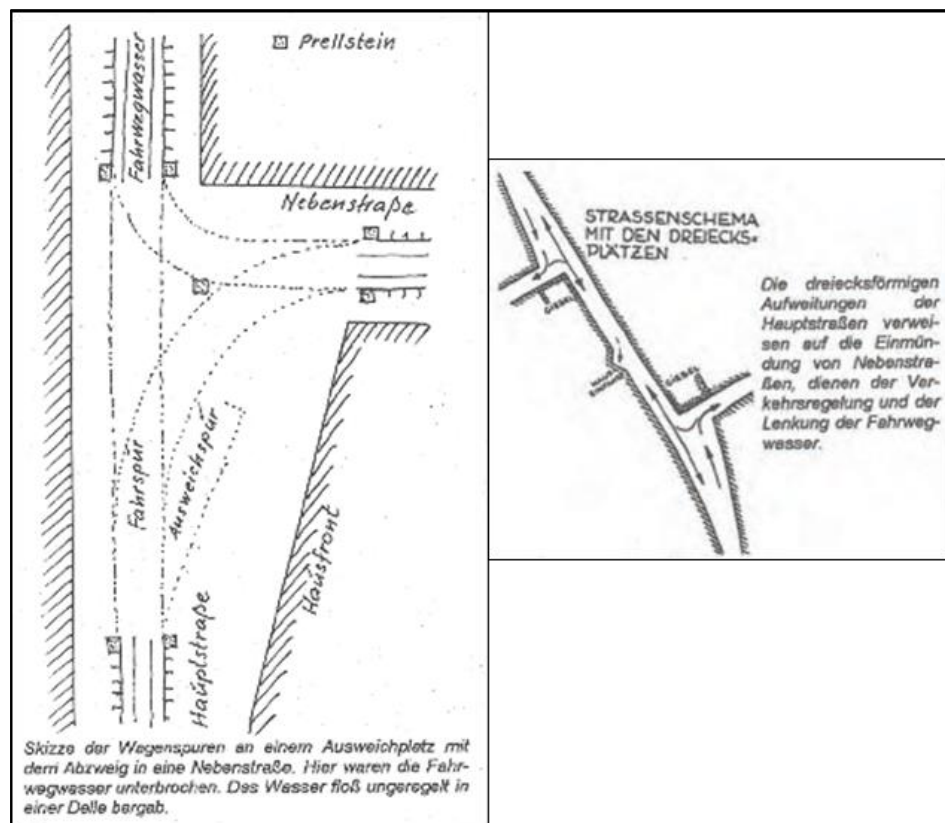 Prellstein
Fahrwegwasser
Nebenstraße
Fahrspur
Ausweichspur
Hausfront
Hauptstraße
Skizze der Wagenspuren an einem Ausweichplatz mit
dem Abzweig in eine Nebenstraße. Hier waren die Fahr-
wegwasser unterbrochen. Das Wasser floß ungeregelt in
einer Delle bergab.
STRASSENSCHEMA
MIT DEN DREIECKS-
PLÄTZEN
GIEBEL
GIEBEL
Die dreiecksförmigen
Aufweitungen der
Hauptstraßen verwei-
sen auf die Einmün-
dung von Nebenstra-
ßen, dienen der Ver-
kehrsregelung und der
Lenkung der Fahrweg-
wasser.